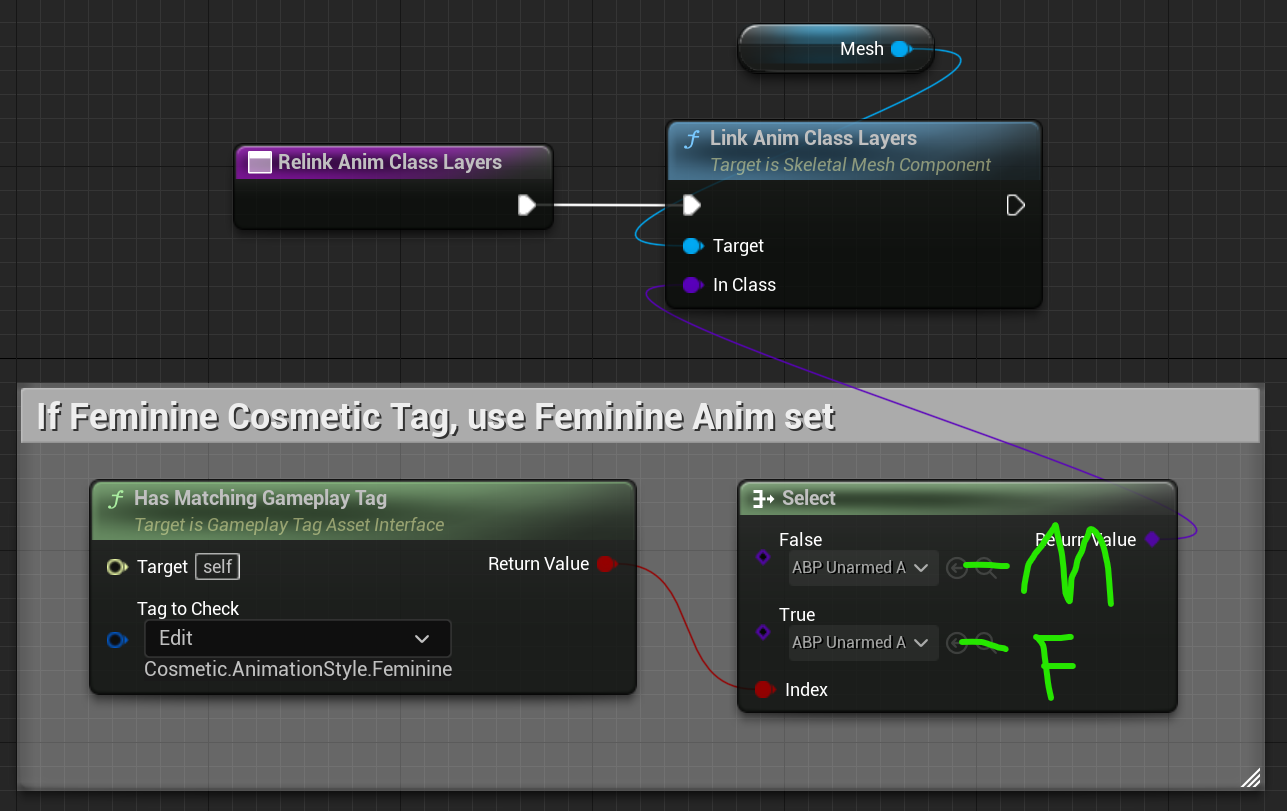 Mesh
Link Anim Class Layers
Target is Skeletal Mesh Component
Relink Anim Class Layers
Target
In Class
If Feminine Cosmetic Tag, use Feminine Anim set
Has Matching Gameplay Tag
Target is Gameplay Tag Asset Interface
Target self
Return Value
Tag to Check
Edit
Cosmetic.AnimationStyle.Feminine
Select
False
Return Value
ABP Unarmed A
M
True
ABP Unarmed A
F
Index